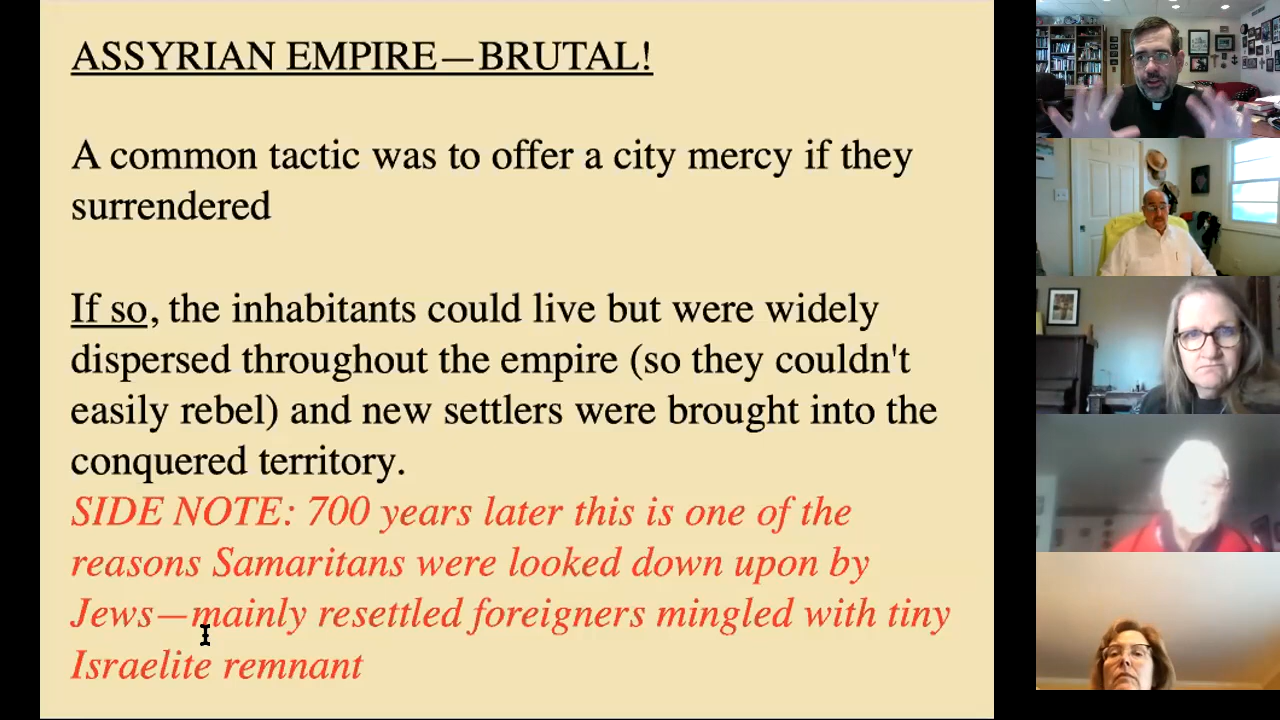 ASSYRIAN EMPIRE—BRUTAL!
A common tactic was to offer a city mercy if they
surrendered
If so, the inhabitants could live but were widely
dispersed throughout the empire (so they couldn't
easily rebel) and new settlers were brought into the
conquered territory.
SIDE NOTE: 700 years later this is one of the
reasons Samaritans were looked down upon by
Jews—mainly resettled foreigners mingled with tiny
Israelite remnant